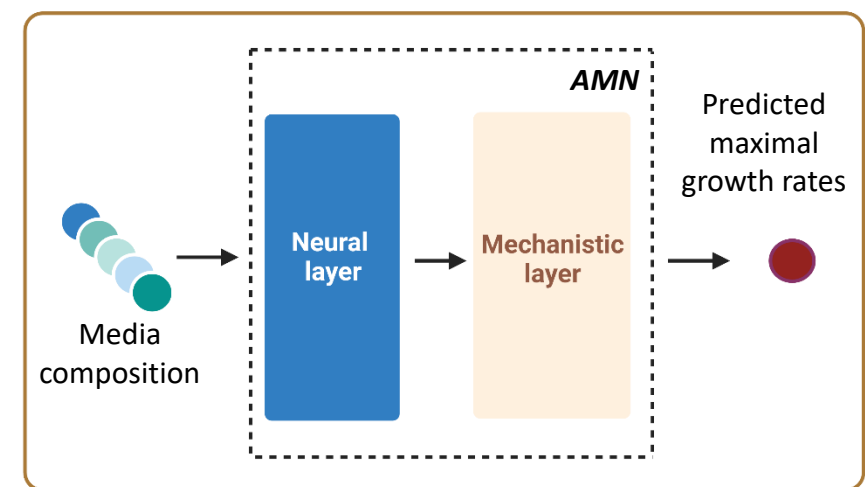 AMN
Predicted
maximal
growth rates
Neural
layer
Mechanistic
layer
Media
composition